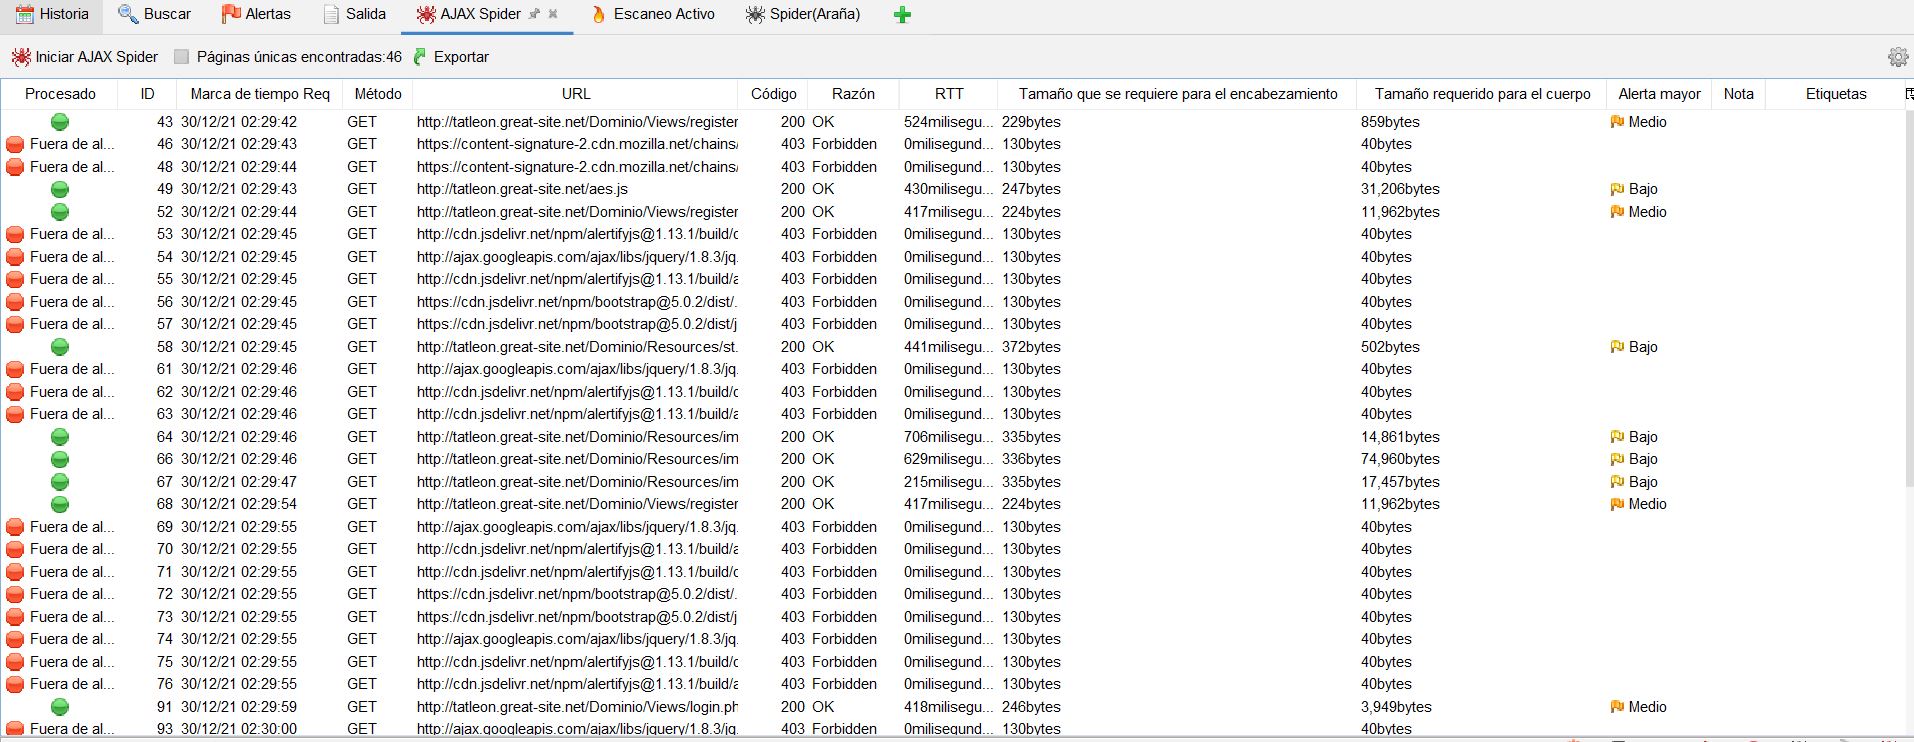 Historia Buscar Alertas Salida AJAX Spider Escaneo Activo Spider(Araña)
Iniciar AJAX Spider Páginas únicas encontradas:46 Exportar
Procesado ID Marca de tiempo Req Método URL Código Razón RTT Tamaño que se requiere para el encabezamiento Tamaño requerido para el cuerpo Alerta mayor Nota Etiquetas
43 30/12/21 02:29:42 GET http://tatleon.great-site.net/Dominio/Views/register 200 OK 524milisegu... 229bytes 859bytes Medio
Fuera de al... 46 30/12/21 02:29:43 GET https://content-signature-2.cdn.mozilla.net/chains/ 403 Forbidden 0milisegund... 130bytes 40bytes
Fuera de al... 48 30/12/21 02:29:44 GET https://content-signature-2.cdn.mozilla.net/chains/ 403 Forbidden 0milisegund... 130bytes 40bytes
49 30/12/21 02:29:43 GET http://tatleon.great-site.net/aes.js 200 OK 430milisegu... 247bytes 31,206bytes Bajo
52 30/12/21 02:29:44 GET http://tatleon.great-site.net/Dominio/Views/register 200 OK 417milisegu... 224bytes 11,962bytes Medio
Fuera de al... 53 30/12/21 02:29:45 GET http://cdn.jsdelivr.net/npm/alertifyjs@1.13.1/build/c 403 Forbidden 0milisegund... 130bytes 40bytes
Fuera de al... 54 30/12/21 02:29:45 GET http://ajax.googleapis.com/ajax/libs/jquery/1.8.3/jq. 403 Forbidden 0milisegund... 130bytes 40bytes
Fuera de al... 55 30/12/21 02:29:45 GET http://cdn.jsdelivr.net/npm/alertifyjs@1.13.1/build/a 403 Forbidden 0milisegund... 130bytes 40bytes
Fuera de al... 56 30/12/21 02:29:45 GET https://cdn.jsdelivr.net/npm/bootstrap@5.0.2/dist/. 403 Forbidden 0milisegund... 130bytes 40bytes
Fuera de al... 57 30/12/21 02:29:45 GET https://cdn.jsdelivr.net/npm/bootstrap@5.0.2/dist/j 403 Forbidden 0milisegund... 130bytes 40bytes
58 30/12/21 02:29:45 GET http://tatleon.great-site.net/Dominio/Resources/st. 200 OK 441milisegu... 372bytes 502bytes Bajo
Fuera de al... 61 30/12/21 02:29:46 GET http://ajax.googleapis.com/ajax/libs/jquery/1.8.3/jq. 403 Forbidden 0milisegund... 130bytes 40bytes
Fuera de al... 62 30/12/21 02:29:46 GET http://cdn.jsdelivr.net/npm/alertifyjs@1.13.1/build/c 403 Forbidden 0milisegund... 130bytes 40bytes
Fuera de al... 63 30/12/21 02:29:46 GET http://cdn.jsdelivr.net/npm/alertifyjs@1.13.1/build/a 403 Forbidden 0milisegund... 130bytes 40bytes
64 30/12/21 02:29:46 GET http://tatleon.great-site.net/Dominio/Resources/im 200 OK 706milisegu... 335bytes 14,861bytes Bajo
66 30/12/21 02:29:46 GET http://tatleon.great-site.net/Dominio/Resources/im 200 OK 629milisegu... 336bytes 74,960bytes Bajo
67 30/12/21 02:29:47 GET http://tatleon.great-site.net/Dominio/Resources/im 200 OK 215milisegu... 335bytes 17,457bytes Bajo
68 30/12/21 02:29:54 GET http://tatleon.great-site.net/Dominio/Views/register 200 OK 417milisegu... 224bytes 11,962bytes Medio
Fuera de al... 69 30/12/21 02:29:55 GET http://ajax.googleapis.com/ajax/libs/jquery/1.8.3/jq. 403 Forbidden 0milisegund... 130bytes 40bytes
Fuera de al... 70 30/12/21 02:29:55 GET http://cdn.jsdelivr.net/npm/alertifyjs@1.13.1/build/a 403 Forbidden 0milisegund... 130bytes 40bytes
Fuera de al... 71 30/12/21 02:29:55 GET http://cdn.jsdelivr.net/npm/alertifyjs@1.13.1/build/c 403 Forbidden 0milisegund... 130bytes 40bytes
Fuera de al... 72 30/12/21 02:29:55 GET https://cdn.jsdelivr.net/npm/bootstrap@5.0.2/dist/. 403 Forbidden 0milisegund... 130bytes 40bytes
Fuera de al... 73 30/12/21 02:29:55 GET https://cdn.jsdelivr.net/npm/bootstrap@5.0.2/dist/j 403 Forbidden 0milisegund... 130bytes 40bytes
Fuera de al... 74 30/12/21 02:29:55 GET http://ajax.googleapis.com/ajax/libs/jquery/1.8.3/jq. 403 Forbidden 0milisegund... 130bytes 40bytes
Fuera de al... 75 30/12/21 02:29:55 GET http://cdn.jsdelivr.net/npm/alertifyjs@1.13.1/build/c 403 Forbidden 0milisegund... 130bytes 40bytes
Fuera de al... 76 30/12/21 02:29:55 GET http://cdn.jsdelivr.net/npm/alertifyjs@1.13.1/build/a 403 Forbidden 0milisegund... 130bytes 40bytes
91 30/12/21 02:29:59 GET http://tatleon.great-site.net/Dominio/Views/login.ph 200 OK 418milisegu... 246bytes 3,949bytes Medio
Fuera de al... 93 30/12/21 02:30:00 GET http://ajax.googleapis.com/ajax/libs/jquery/1.8.3/jq. 403 Forbidden 0milisegund... 130bytes 40bytes